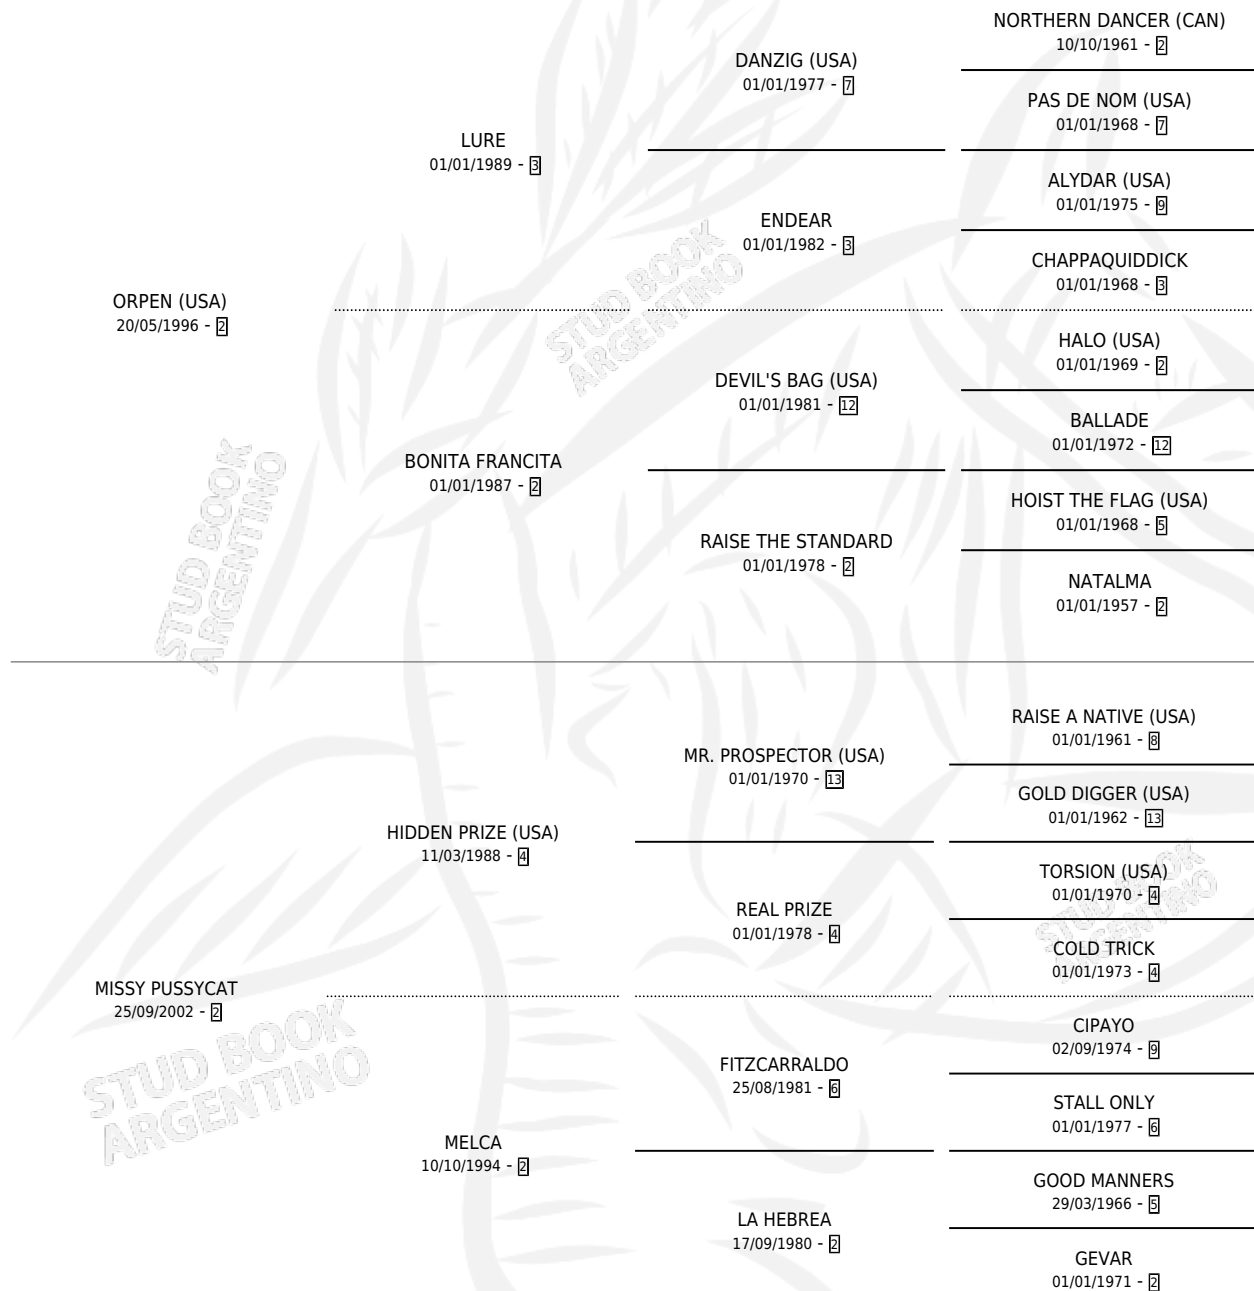 NORTHERN DANCER (CAN)
10/10/1961 - 2
DANZIG (USA)
01/01/1977 - 7
PAS DE NOM (USA)
01/01/1968 - 7
LURE
01/01/1989 - 3
ALYDAR (USA)
01/01/1975 - 9
ENDEAR
01/01/1982 - 3
CHAPPAQUIDDICK
01/01/1968 - 3
ORPEN (USA)
20/05/1996 - 2
HALO (USA)
01/01/1969 - 2
DEVIL'S BAG (USA)
01/01/1981 - 12
BALLADE
01/01/1972 - 12
BONITA FRANCITA
01/01/1987 - 2
HOIST THE FLAG (USA)
01/01/1968 - 5
RAISE THE STANDARD
01/01/1978 - 2
NATALMA
01/01/1957 - 2
STUD BOOK
ARGENTINO
STUD BOOK
ARGENTINO
RAISE A NATIVE (USA)
01/01/1961 - 8
MR. PROSPECTOR (USA)
01/01/1970 - 13
GOLD DIGGER (USA)
01/01/1962 - 13
HIDDEN PRIZE (USA)
11/03/1988 - 4
TORSION (USA)
01/01/1970 - 4
REAL PRIZE
01/01/1978 - 4
COLD TRICK
01/01/1973 - 4
MISSY PUSSYCAT
25/09/2002 - 2
CIPAYO
02/09/1974 - 9
FITZCARRALDO
25/08/1981 - 6
STALL ONLY
01/01/1977 - 6
MELCA
10/10/1994 - 2
GOOD MANNERS
29/03/1966 - 5
LA HEBREA
17/09/1980 - 2
GEVAR
01/01/1971 - 2
STUD BOOK
ARGENTINO
STUD BOOK
ARGENTINO